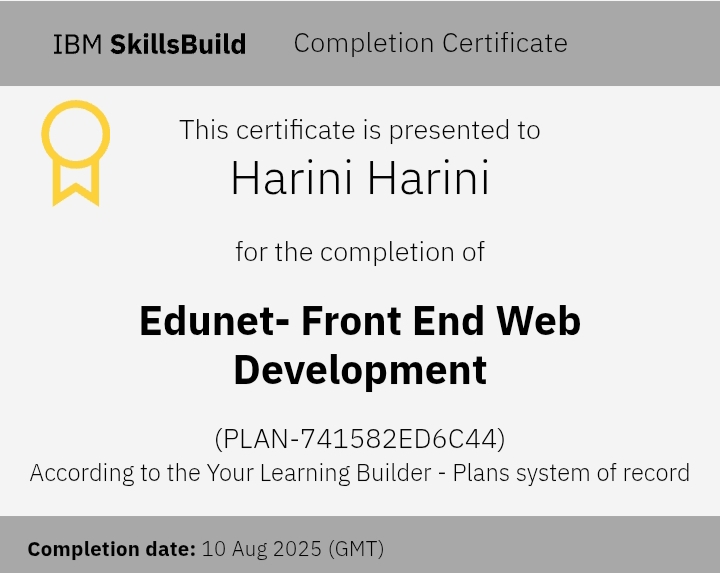 IBM SkillsBuild Completion Certificate
This certificate is presented to
Harini Harini
for the completion of
Edunet- Front End Web
Development
(PLAN-741582ED6C44)
According to the Your Learning Builder - Plans system of record
Completion date: 10 Aug 2025 (GMT)